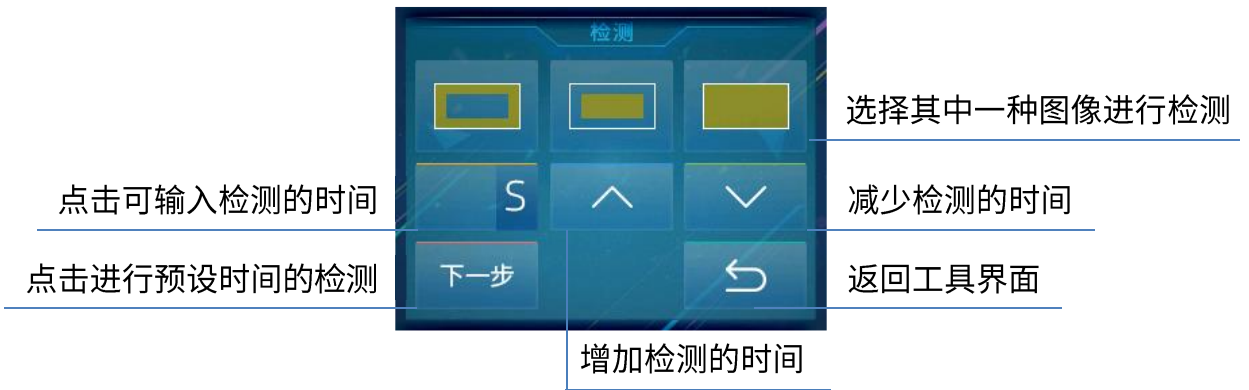 检测
选择其中一种图像进行检测
点击可输入检测的时间
S
减少检测的时间
点击进行预设时间的检测
下一步
返回工具界面
增加检测的时间